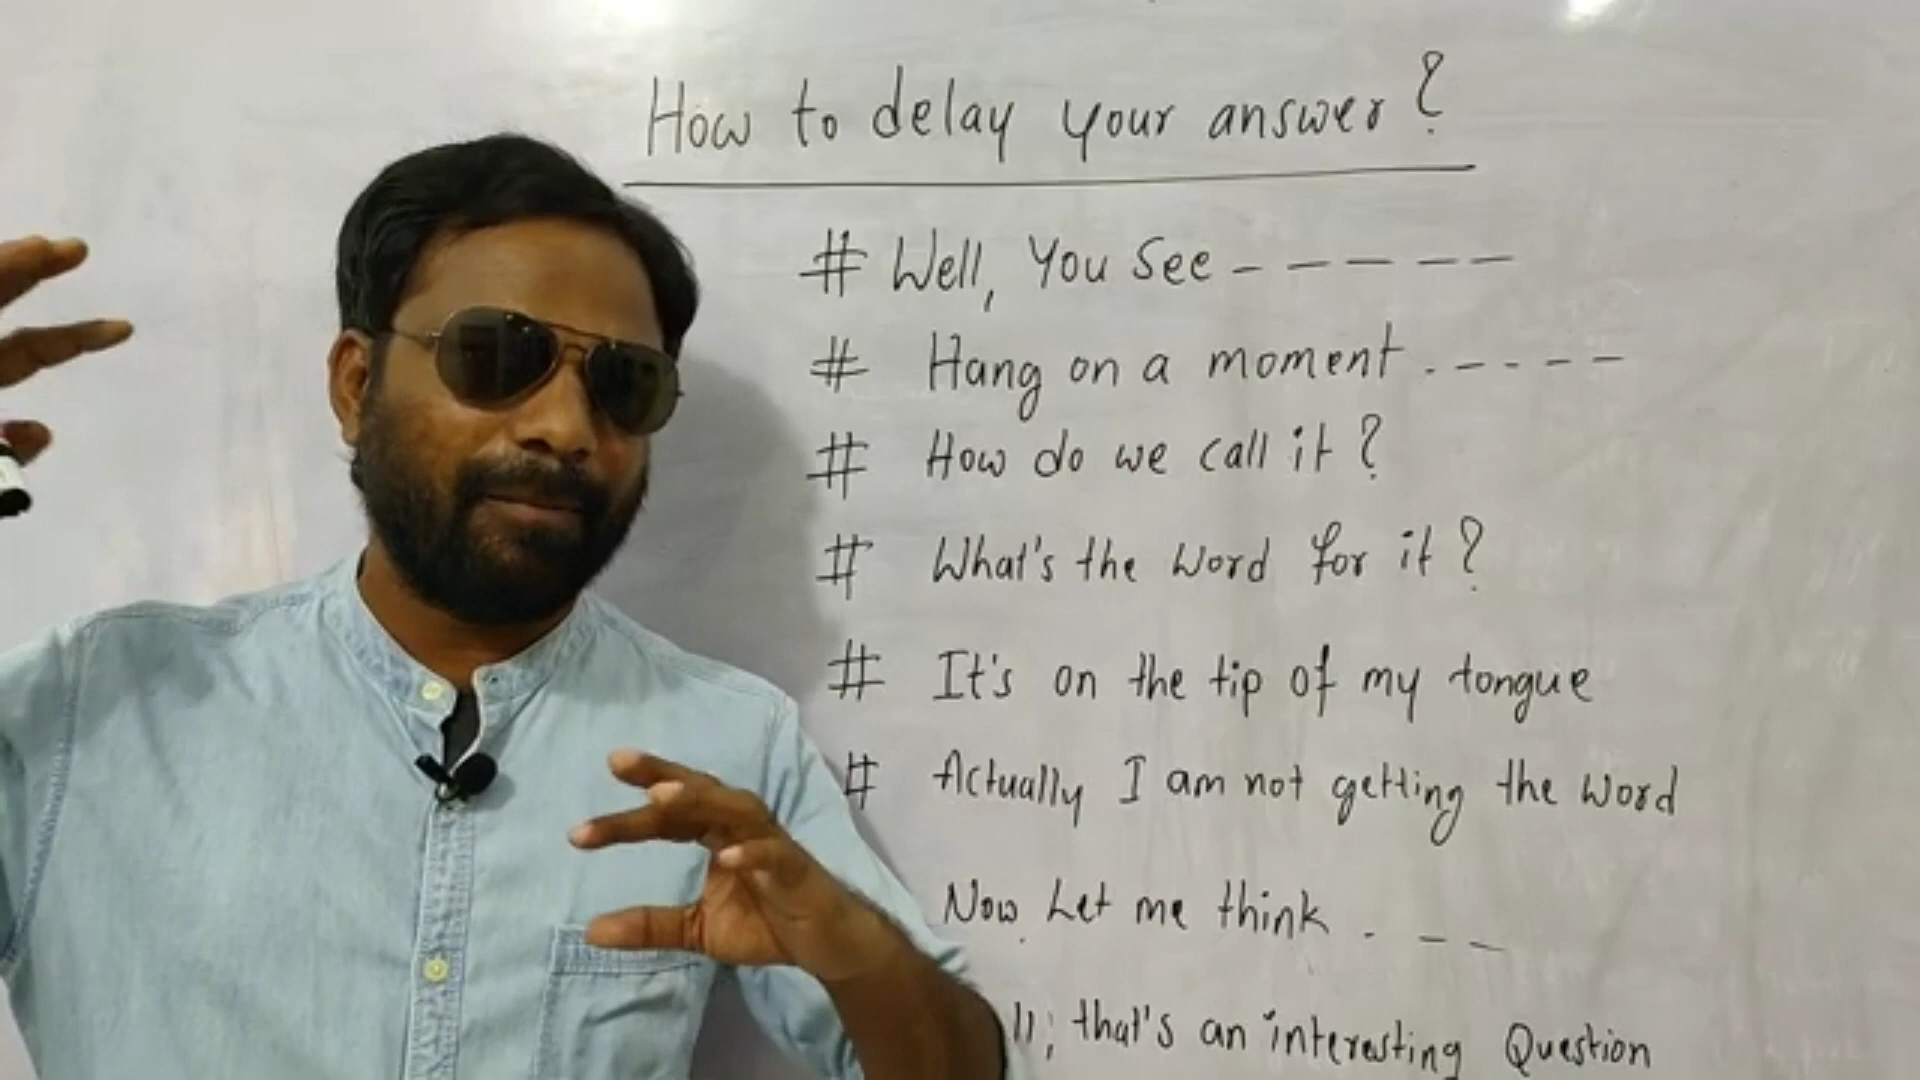 How to delay your answer?
# Well, You See - - - - - -
# Hang on a moment . - - - -
# How do we call it?
# What's the word for it?
# It's on the tip of my tongue
# Actually I am not getting the word
Now Let me think . - -
ll; that's an interesting Question